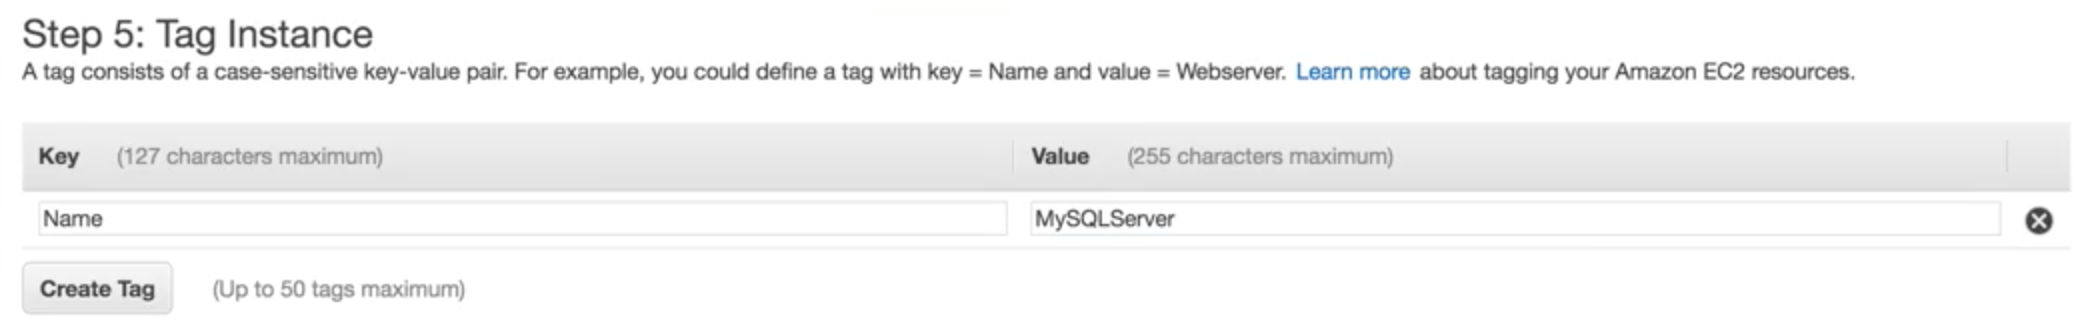 Step 5: Tag Instance
A tag consists of a case-sensitive key-value pair. For example, you could define a tag with key = Name and value = Webserver. Learn more about tagging your Amazon EC2 resources.
Key (127 characters maximum) Value (255 characters maximum)
Name MySQLServer
Create Tag (Up to 50 tags maximum)